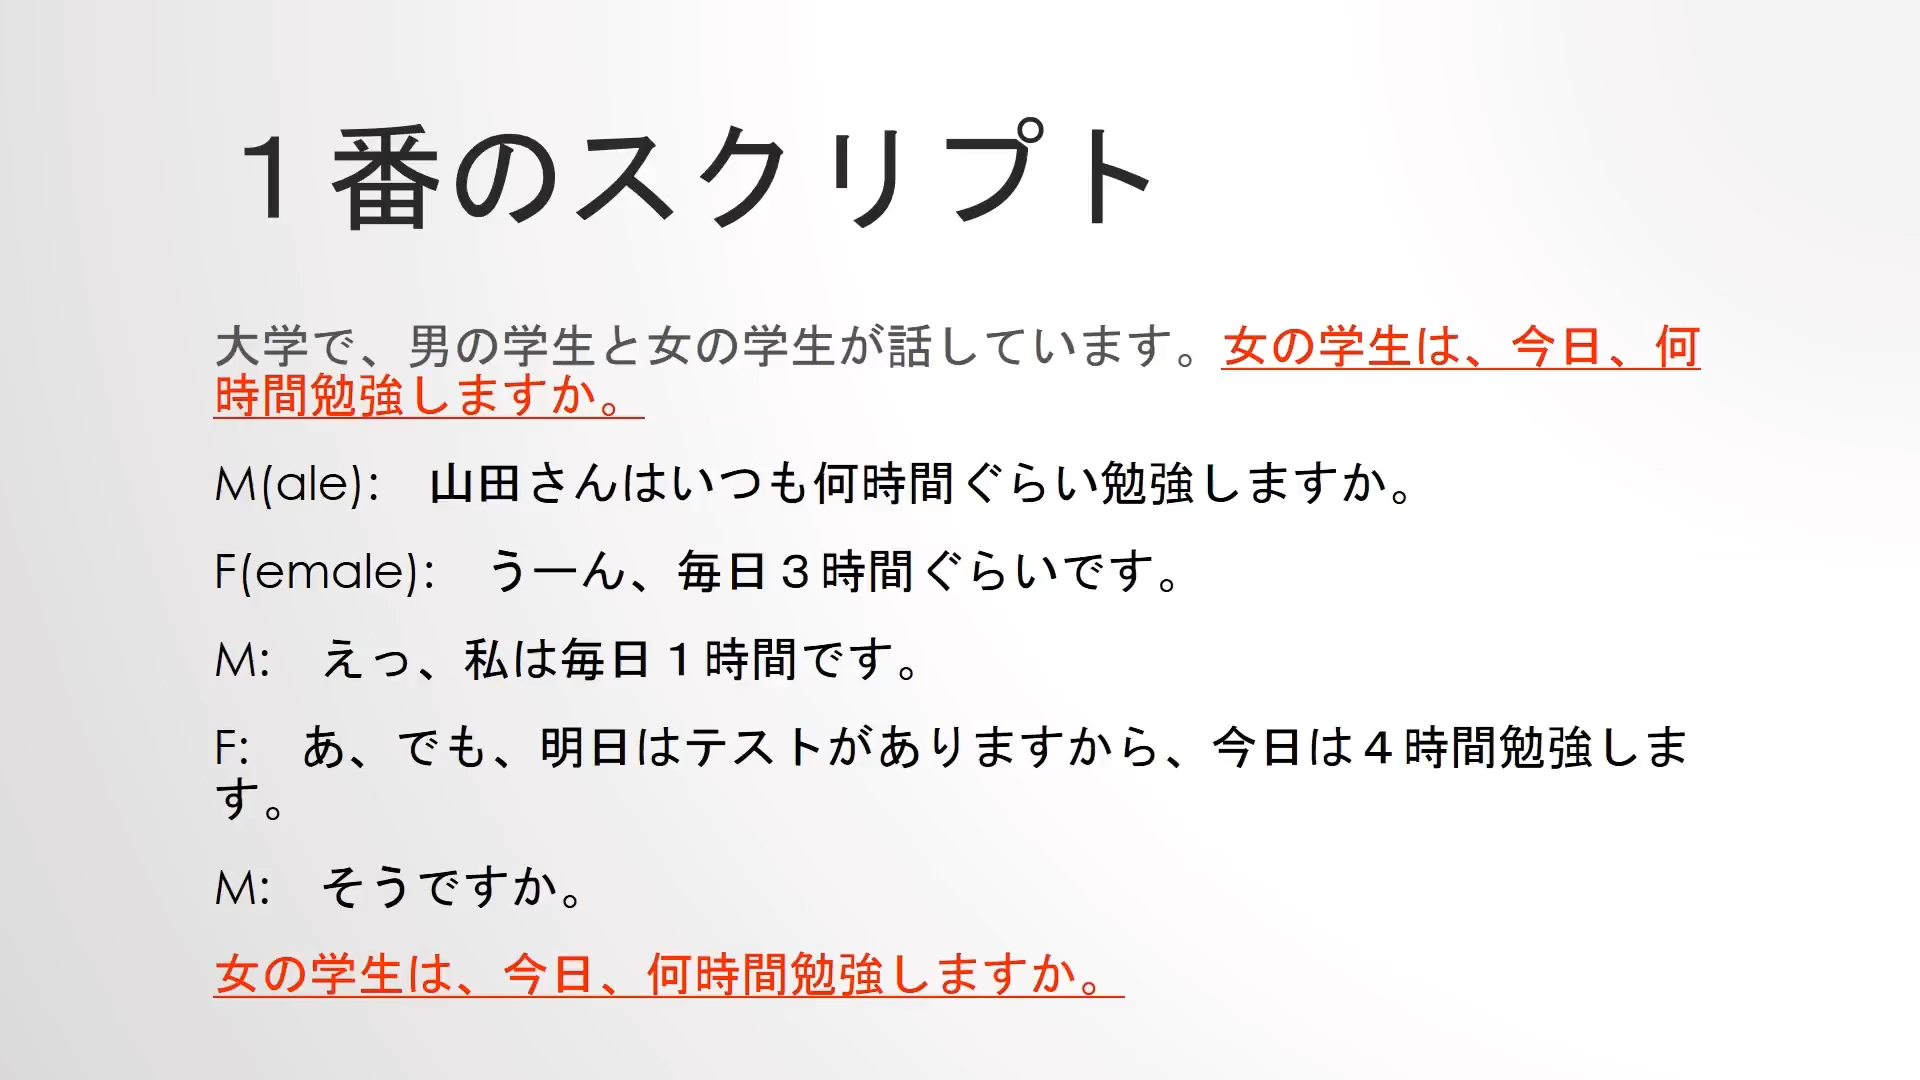 １番のスクリプト
大学で、男の学生と女の学生が話しています。女の学生は、今日、何
時間勉強しますか。
M(ale):　山田さんはいつも何時間ぐらい勉強しますか。
F(emale):　うーん、毎日３時間ぐらいです。
M:　えっ、私は毎日１時間です。
F:　あ、でも、明日はテストがありますから、今日は４時間勉強しま
す。
M:　そうですか。
女の学生は、今日、何時間勉強しますか。